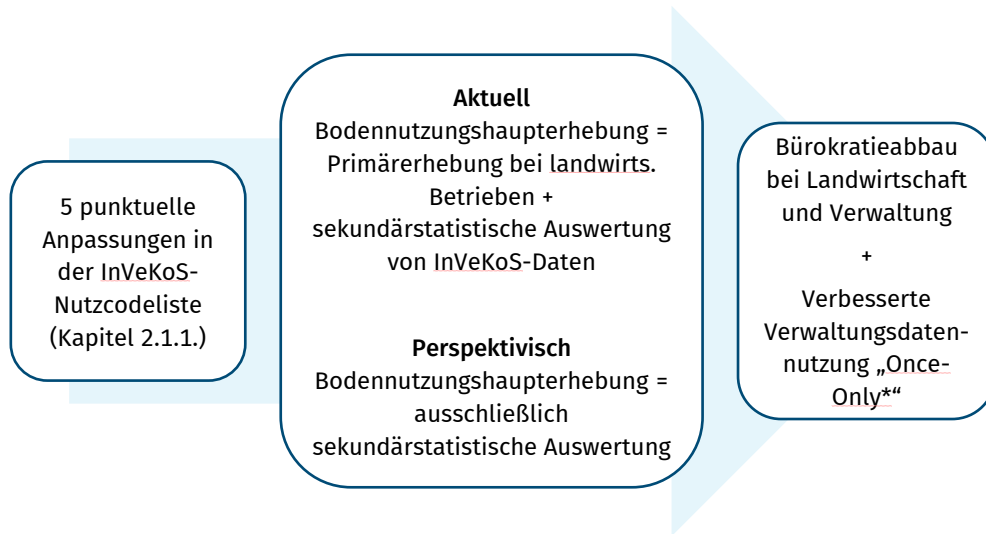 5 punktuelle
Anpassungen in
der InVeKoS-
Nutzcodeliste
(Kapitel 2.1.1.)
Aktuell
Bodennutzungshaupterhebung =
Primärerhebung bei landwirts.
Betrieben +
sekundärstatistische Auswertung
von InVeKoS-Daten
Perspektivisch
Bodennutzungshaupterhebung =
ausschließlich
sekundärstatistische Auswertung
Bürokratieabbau
bei Landwirtschaft
und Verwaltung
+
Verbesserte
Verwaltungsdaten-
nutzung „Once-
Only*“